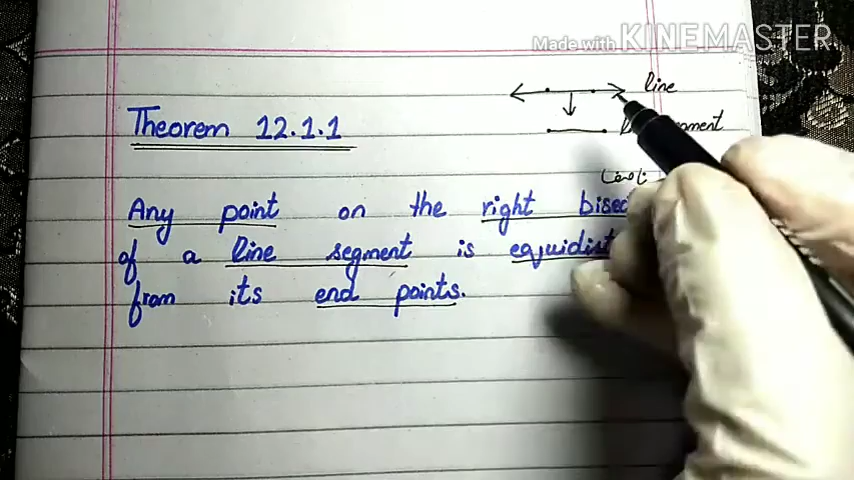 Made with KINEMASTER
line
Theorem 12.1.1
Any point on the right
of a line segment is
from its end points.